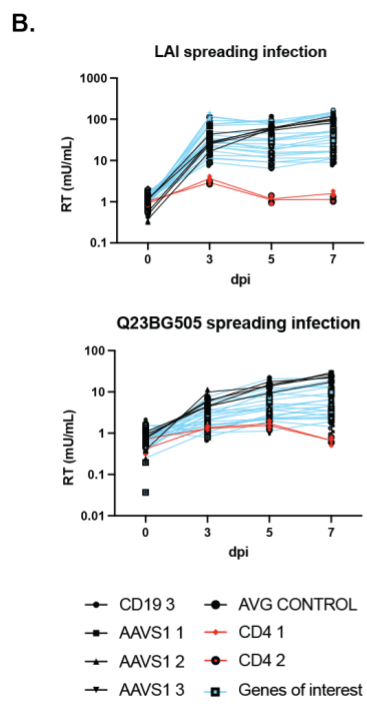 B.
LAI spreading infection
1000
100
10
1
0.1
RT (mU/mL)
0 3 5 7
dpi
Q23BG505 spreading infection
100
10
1
0.1
0.01
RT (mU/mL)
0 3 5 7
dpi
CD19 3 AVG CONTROL
AAVS1 1 CD4 1
AAVS1 2 CD4 2
AAVS1 3 Genes of interest